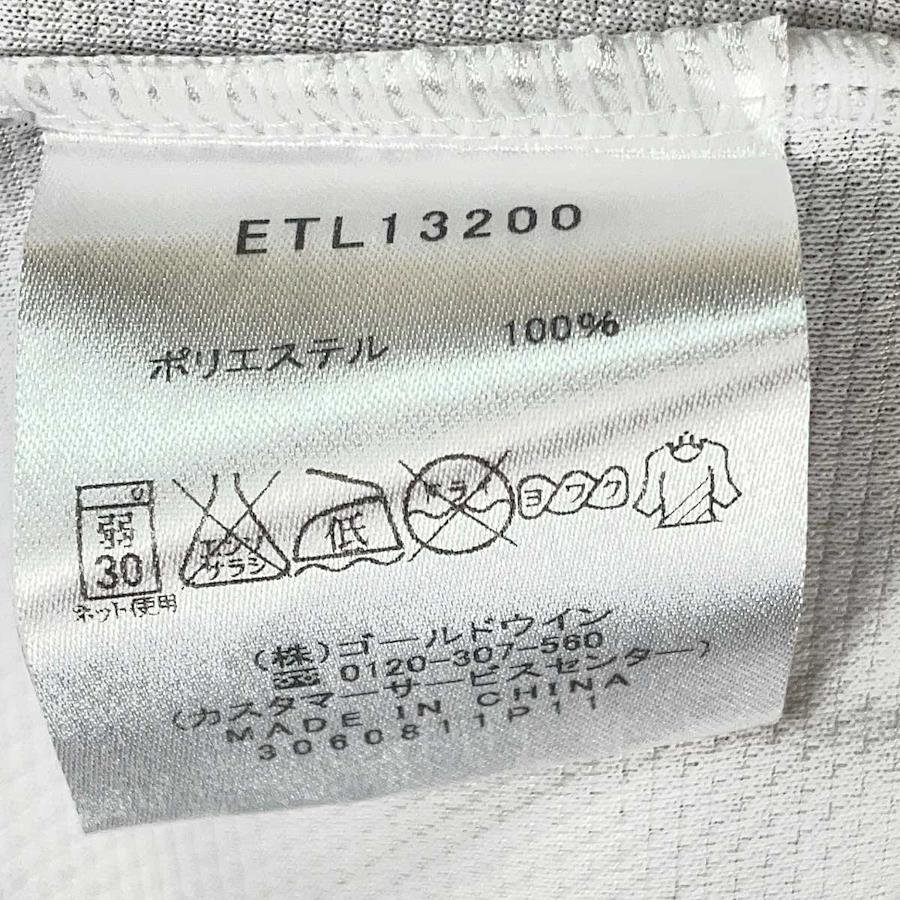 ETL13200
ポリエステル 100%
弱
30
ネット使用
エンソ
サラシ
低
ドライ
ヨワク
(株)ゴールドウイン
0120-307-560
(カスタマーサービスセンター)
MADE IN CHINA
3060811P11